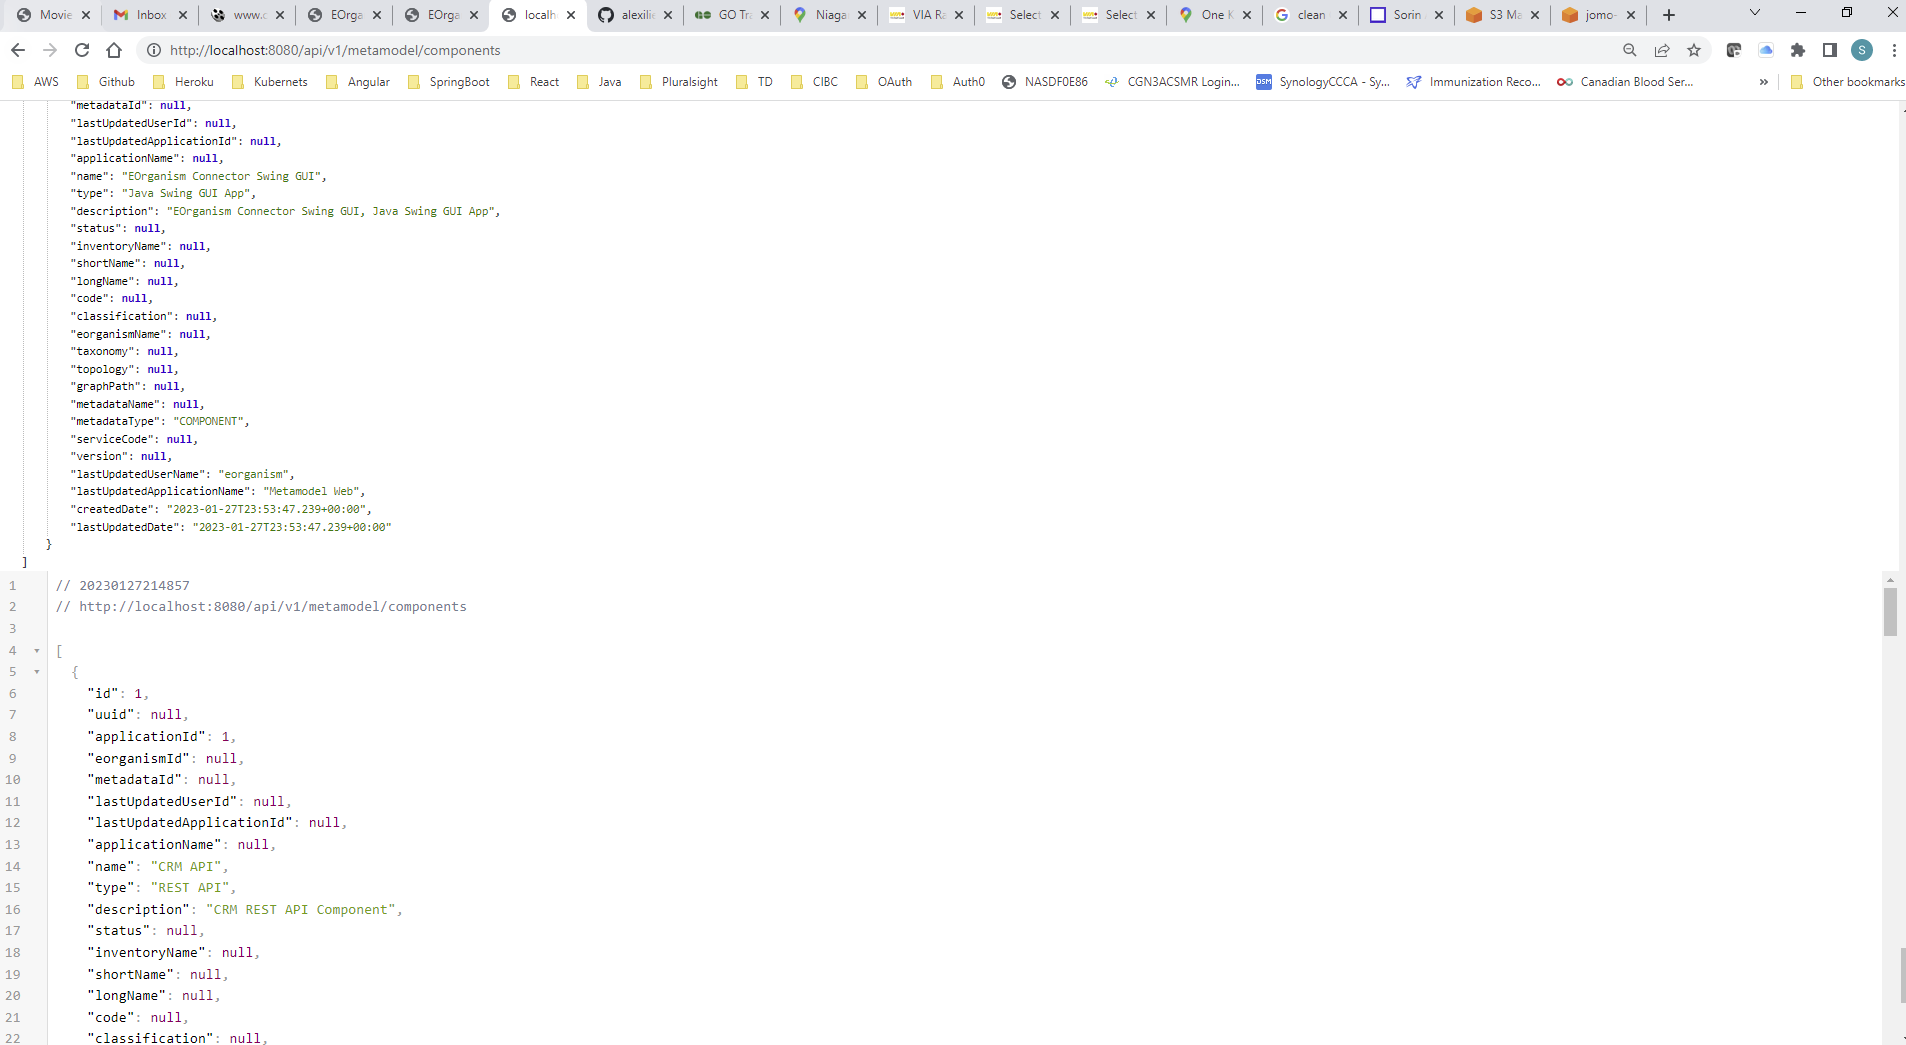 Movie
Inbox
www.c
EOrga
EOrga
localh
alexili
GO Tra
Niaga
VIA Ra
Select
Select
One K
clean
Sorin
S3 Ma
jomo-
http://localhost:8080/api/v1/metamodel/components
S
AWS
Github
Heroku
Kubernets
Angular
SpringBoot
React
Java
Pluralsight
TD
CIBC
OAuth
Auth0
NASDF0E86
CGN3ACSMR Login...
DSM
SynologyCCCA - Sy...
Immunization Reco...
Canadian Blood Ser...
»
Other bookmarks
"metadataId": null,
"lastUpdatedUserId": null,
"lastUpdatedApplicationId": null,
"applicationName": null,
"name": "EOrganism Connector Swing GUI",
"type": "Java Swing GUI App",
"description": "EOrganism Connector Swing GUI, Java Swing GUI App",
"status": null,
"inventoryName": null,
"shortName": null,
"longName": null,
"code": null,
"classification": null,
"eorganismName": null,
"taxonomy": null,
"topology": null,
"graphPath": null,
"metadataName": null,
"metadataType": "COMPONENT",
"serviceCode": null,
"version": null,
"lastUpdatedUserName": "eorganism",
"lastUpdatedApplicationName": "Metamodel Web",
"createdDate": "2023-01-27T23:53:47.239+00:00",
"lastUpdatedDate": "2023-01-27T23:53:47.239+00:00"
}
]
1 // 20230127214857
2 // http://localhost:8080/api/v1/metamodel/components
3
4 [
5 {
6 "id": 1,
7 "uuid": null,
8 "applicationId": 1,
9 "eorganismId": null,
10 "metadataId": null,
11 "lastUpdatedUserId": null,
12 "lastUpdatedApplicationId": null,
13 "applicationName": null,
14 "name": "CRM API",
15 "type": "REST API",
16 "description": "CRM REST API Component",
17 "status": null,
18 "inventoryName": null,
19 "shortName": null,
20 "longName": null,
21 "code": null,
22 "classification": null,